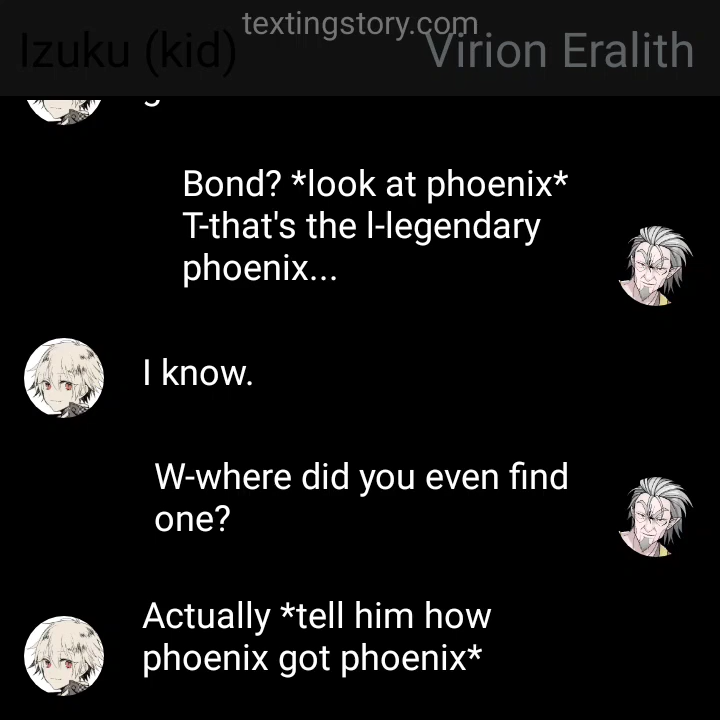 textingstory.com
Izuku (kid)
Virion Eralith
Bond? *look at phoenix*
T-that's the l-legendary
phoenix...
I know.
W-where did you even find
one?
Actually *tell him how
phoenix got phoenix*